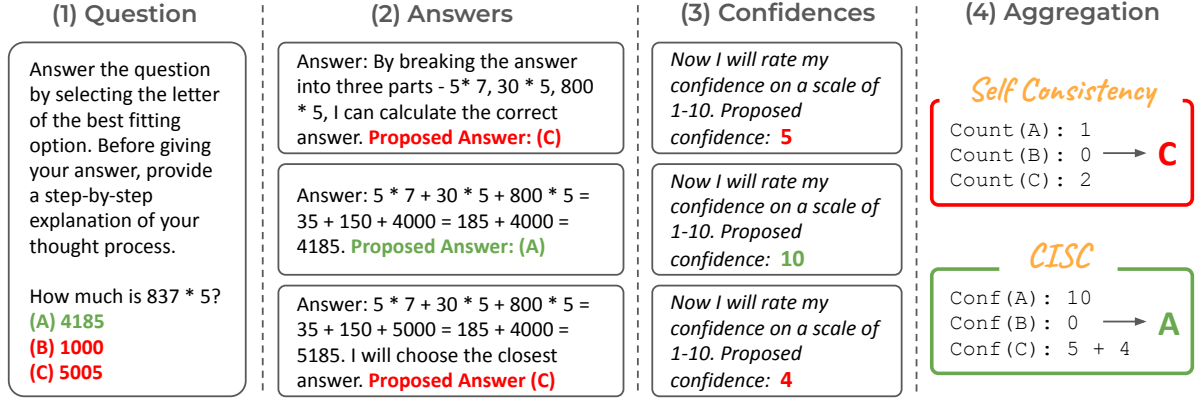 (1) Question
Answer the question
by selecting the letter
of the best fitting
option. Before giving
your answer, provide
a step-by-step
explanation of your
thought process.
How much is 837 * 5?
(A) 4185
(B) 1000
(C) 5005
(2) Answers
Answer: By breaking the answer
into three parts - 5* 7, 30 * 5, 800
* 5, I can calculate the correct
answer. Proposed Answer: (C)
Answer: 5 * 7 + 30 * 5 + 800 * 5 =
35 + 150 + 4000 = 185 + 4000 =
4185. Proposed Answer: (A)
Answer: 5 * 7 + 30 * 5 + 800 * 5 =
35 + 150 + 5000 = 185 + 4000 =
5185. I will choose the closest
answer. Proposed Answer (C)
(3) Confidences
Now I will rate my
confidence on a scale of
1-10. Proposed
confidence: 5
Now I will rate my
confidence on a scale of
1-10. Proposed
confidence: 10
Now I will rate my
confidence on a scale of
1-10. Proposed
confidence: 4
(4) Aggregation
Self Consistency
Count(A): 1
Count(B): 0 → C
Count(C): 2
CISC
Conf(A): 10
Conf(B): 0 → A
Conf(C): 5 + 4